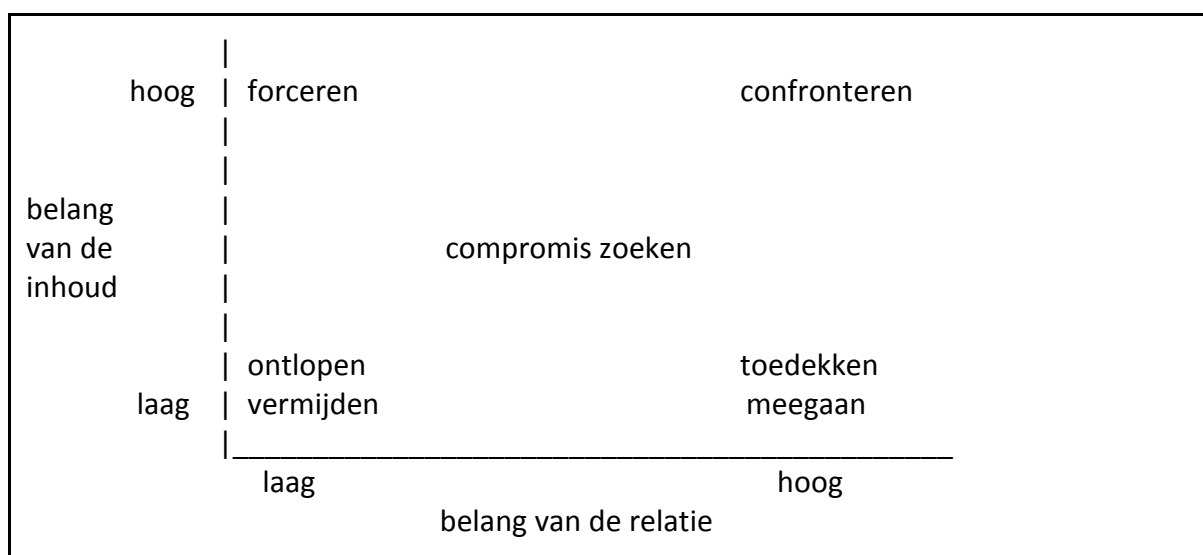 hoog forceren confronteren
belang
van de compromis zoeken
inhoud
ontlopen toedekken
laag vermijden meegaan
laag hoog
belang van de relatie